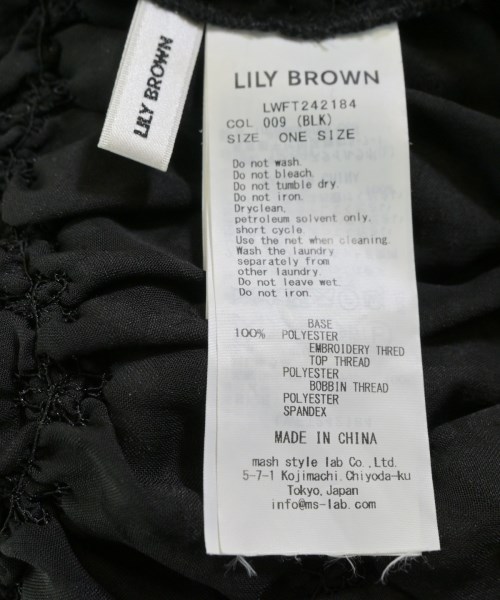 LILY BROWN
LILY BROWN
LWFT242184
COL 009 (BLK)
SIZE ONE SIZE
Do not wash.
Do not bleach.
Do not tumble dry.
Do not iron.
Dryclean,
petroleum solvent only,
short cycle.
Use the net when cleaning.
Wash the laundry
separately from
other laundry.
Do not leave wet.
Do not iron.
BASE
100% POLYESTER
EMBROIDERY THRED
TOP THREAD
POLYESTER
BOBBIN THREAD
POLYESTER
SPANDEX
MADE IN CHINA
mash style lab Co.,Ltd.
5-7-1 Kojimachi, Chiyoda-ku
Tokyo, Japan
info@ms-lab.com